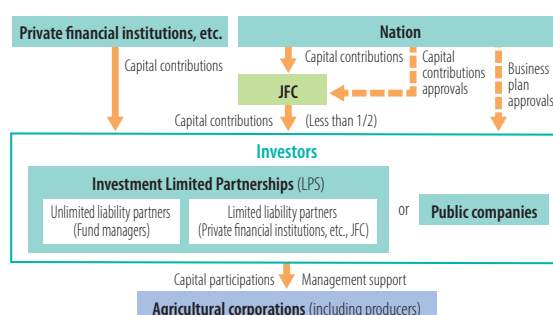 Private financial institutions, etc.
Nation
Capital contributions
Capital contributions
Capital
contributions
approvals
Business
plan
approvals
JFC
Capital contributions (Less than 1/2)
Investors
Investment Limited Partnerships (LPS)
Unlimited liability partners
(Fund managers)
Limited liability partners
(Private financial institutions, etc., JFC)
or
Public companies
Capital participations Management support
Agricultural corporations (including producers)